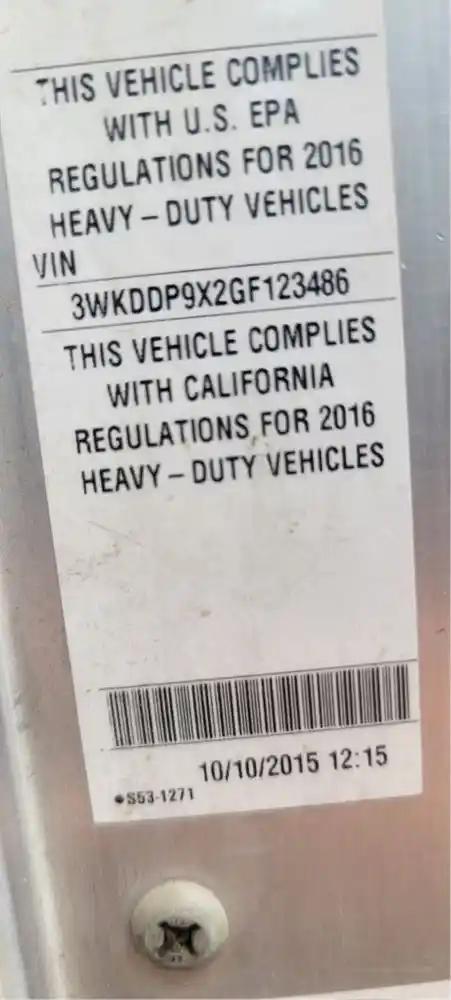 THIS VEHICLE COMPLIES
WITH U.S. EPA
REGULATIONS FOR 2016
HEAVY – DUTY VEHICLES
VIN
3WKDDP9X2GF123486
THIS VEHICLE COMPLIES
WITH CALIFORNIA
REGULATIONS FOR 2016
HEAVY – DUTY VEHICLES
10/10/2015 12:15
S53-1271